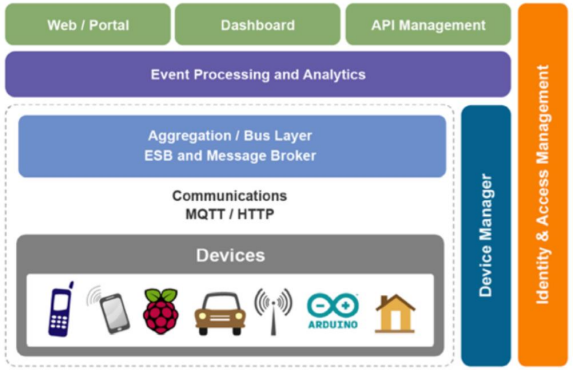 Web / Portal
Dashboard
API Management
Event Processing and Analytics
Aggregation / Bus Layer
ESB and Message Broker
Communications
MQTT / HTTP
Devices
ARDUINO
Device Manager
Identity & Access Management